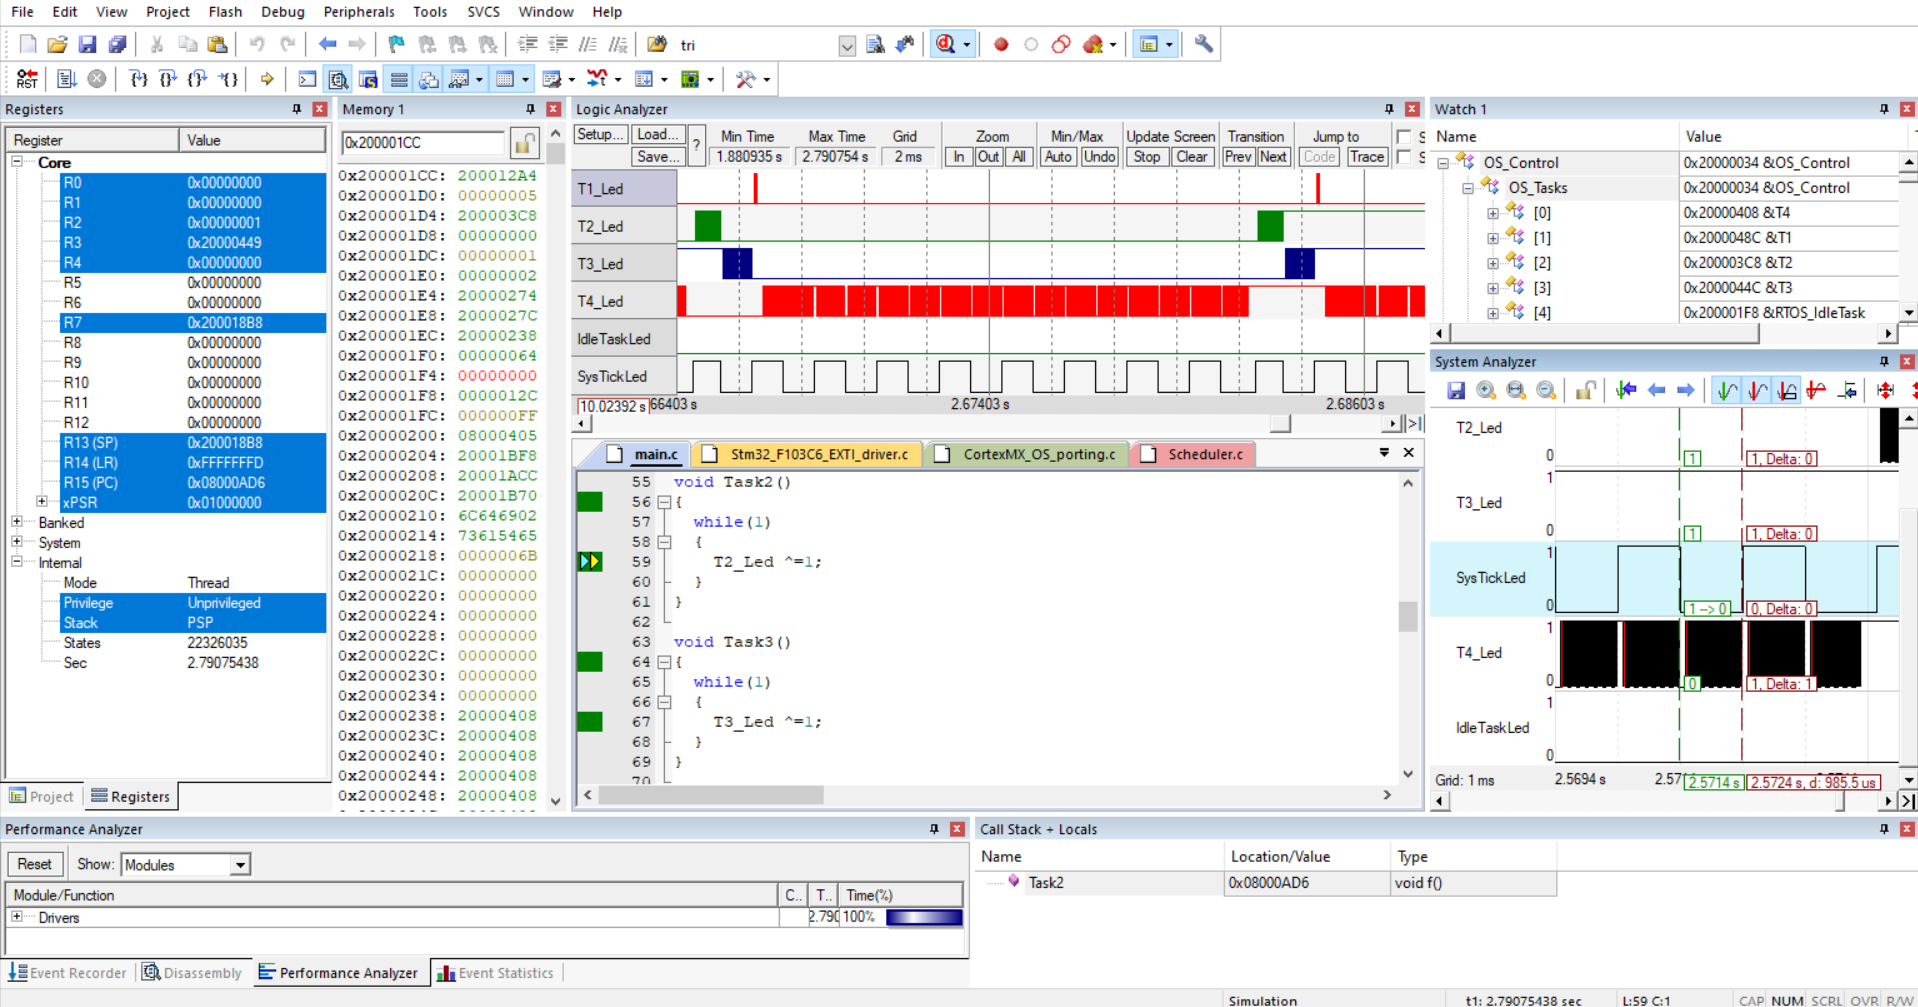 File Edit View Project Flash Debug Peripherals Tools SVCS Window Help
tri
RST
Registers
Register Value
Core
R0 0x00000000
R1 0x00000000
R2 0x00000001
R3 0x20000449
R4 0x00000000
R5 0x00000000
R6 0x00000000
R7 0x200018B8
R8 0x00000000
R9 0x00000000
R10 0x00000000
R11 0x00000000
R12 0x00000000
R13 (SP) 0x200018B8
R14 (LR) 0xFFFFFFFD
R15 (PC) 0x08000AD6
xPSR 0x01000000
Banked
System
Internal
Mode Thread
Privilege Unprivileged
Stack PSP
States 22326035
Sec 2.79075438
Project Registers
Memory 1
0x200001CC
0x200001CC: 200012A4
0x200001D0: 00000005
0x200001D4: 200003C8
0x200001D8: 00000000
0x200001DC: 00000001
0x200001E0: 00000002
0x200001E4: 20000274
0x200001E8: 2000027C
0x200001EC: 20000238
0x200001F0: 00000064
0x200001F4: 00000000
0x200001F8: 0000012C
0x200001FC: 000000FF
0x20000200: 08000405
0x20000204: 20001BF8
0x20000208: 20001ACC
0x2000020C: 20001B70
0x20000210: 6C646902
0x20000214: 73615465
0x20000218: 0000006B
0x2000021C: 00000000
0x20000220: 00000000
0x20000224: 00000000
0x20000228: 00000000
0x2000022C: 00000000
0x20000230: 00000000
0x20000234: 00000000
0x20000238: 20000408
0x2000023C: 20000408
0x20000240: 20000408
0x20000244: 20000408
0x20000248: 20000408
Logic Analyzer
Setup... Load... ? Min Time Max Time Grid Zoom Min/Max Update Screen Transition Jump to S
Save... 1.880935 s 2.790754 s 2 ms In Out All Auto Undo Stop Clear Prev Next Code Trace S
T1_Led
T2_Led
T3_Led
T4_Led
IdleTaskLed
SysTickLed
10.02392 s 66403 s 2.67403 s 2.68603 s
main.c Stm32_F103C6_EXTI_driver.c CortexMX_OS_porting.c Scheduler.c
55 void Task2()
56 {
57 while(1)
58 {
59 T2_Led ^=1;
60 }
61 }
62
63 void Task3()
64 {
65 while(1)
66 {
67 T3_Led ^=1;
68 }
69 }
70
Watch 1
Name Value
OS_Control 0x20000034 &OS_Control
OS_Tasks 0x20000034 &OS_Control
[0] 0x20000408 &T4
[1] 0x2000048C &T1
[2] 0x200003C8 &T2
[3] 0x2000044C &T3
[4] 0x200001F8 &RTOS_IdleTask
System Analyzer
T2_Led
0 1 1, Delta: 0
1
T3_Led
0 1 1, Delta: 0
1
SysTickLed
0 1 --> 0 0, Delta: 0
1
T4_Led
0 0 1, Delta: 1
1
IdleTaskLed
0
Grid: 1 ms 2.5694 s 2.57 2.5714 s 2.5724 s, d: 985.5 us
Performance Analyzer
Reset Show: Modules
Module/Function C.. T.. Time(%)
Drivers 2.790 100%
Event Recorder Disassembly Performance Analyzer Event Statistics
Call Stack + Locals
Name Location/Value Type
Task2 0x08000AD6 void f()
Simulation t1: 2.79075438 sec L:59 C:1 CAP NUM SCRL OVR R/W